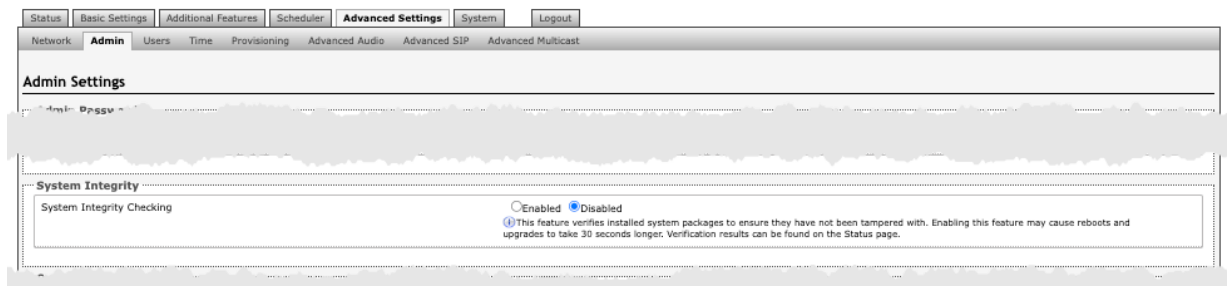 Status Basic Settings Additional Features Scheduler Advanced Settings System Logout
Network Admin Users Time Provisioning Advanced Audio Advanced SIP Advanced Multicast
Admin Settings
System Integrity
System Integrity Checking Enabled Disabled
This feature verifies installed system packages to ensure they have not been tampered with. Enabling this feature may cause reboots and
upgrades to take 30 seconds longer. Verification results can be found on the Status page.